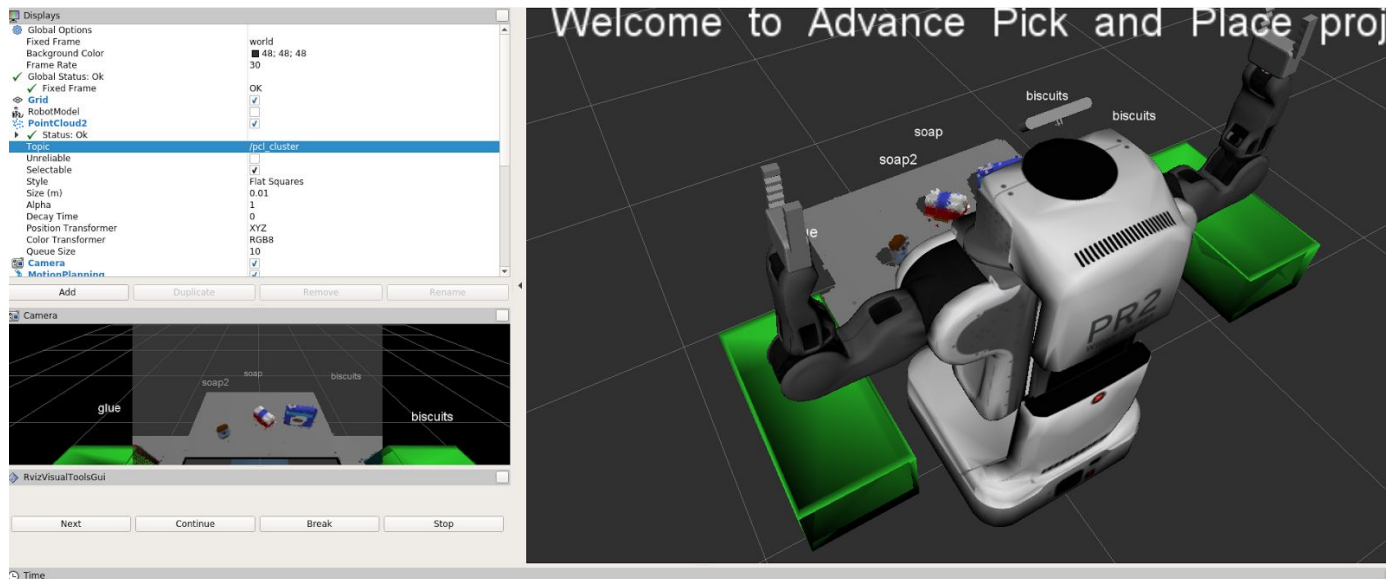 Displays
Global Options
Fixed Frame world
Background Color 48; 48; 48
Frame Rate 30
Global Status: Ok
Fixed Frame OK
Grid
RobotModel
PointCloud2
Status: Ok
Topic /pcl_cluster
Unreliable
Selectable
Style Flat Squares
Size (m) 0.01
Alpha 1
Decay Time 0
Position Transformer XYZ
Color Transformer RGB8
Queue Size 10
Camera
MotionPlanning
Add Duplicate Remove Rename
Camera
soap2 soap biscuits
glue biscuits
RvizVisualToolsGui
Next Continue Break Stop
Time
Welcome to Advance Pick and Place proj
biscuits
biscuits
soap
soap2
PR2